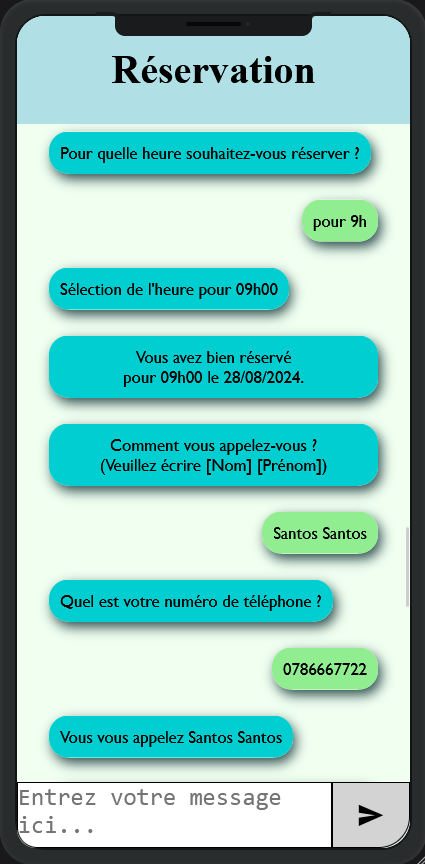 Réservation
Pour quelle heure souhaitez-vous réserver ?
pour 9h
Sélection de l'heure pour 09h00
Vous avez bien réservé
pour 09h00 le 28/08/2024.
Comment vous appelez-vous ?
(Veuillez écrire [Nom] [Prénom])
Santos Santos
Quel est votre numéro de téléphone ?
0786667722
Vous vous appelez Santos Santos
Entrez votre message
ici...